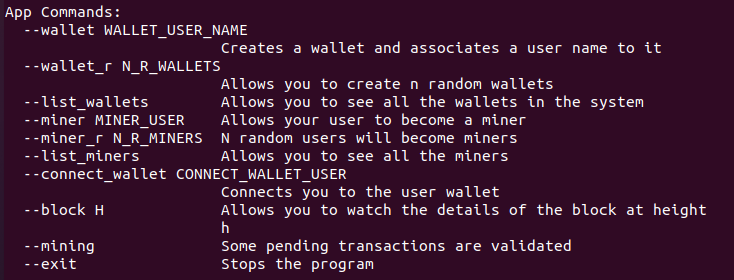 App Commands:
--wallet WALLET_USER_NAME
Creates a wallet and associates a user name to it
--wallet_r N_R_WALLETS
Allows you to create n random wallets
--list_wallets Allows you to see all the wallets in the system
--miner MINER_USER Allows your user to become a miner
--miner_r N_R_MINERS N random users will become miners
--list_miners Allows you to see all the miners
--connect_wallet CONNECT_WALLET_USER
Connects you to the user wallet
--block H Allows you to watch the details of the block at height
h
--mining Some pending transactions are validated
--exit Stops the program